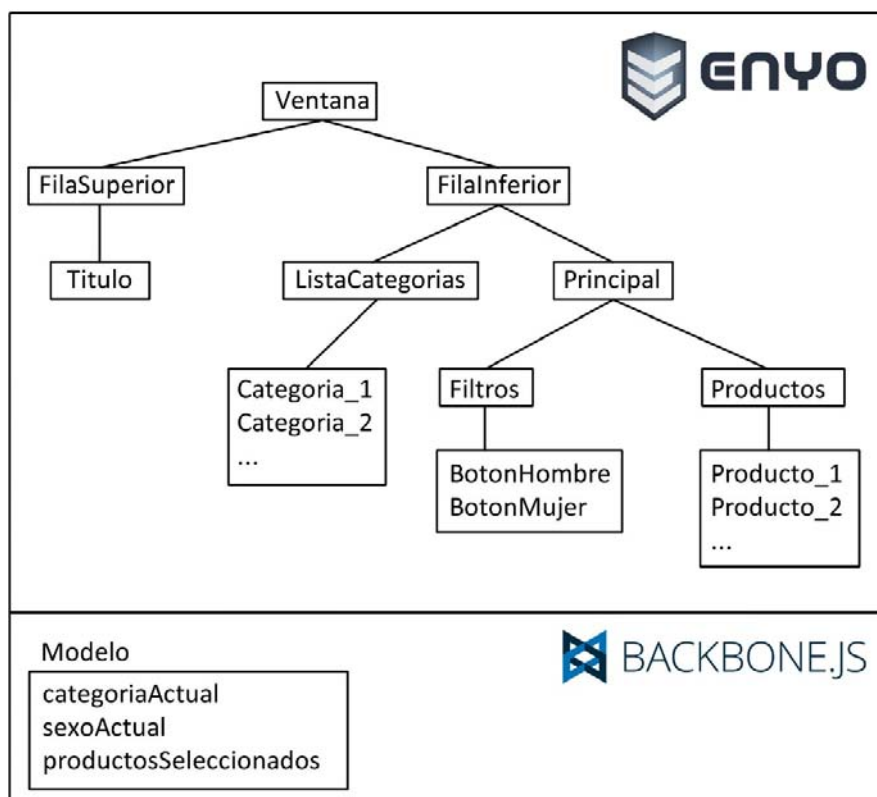 ENYO
Ventana
FilaSuperior
FilaInferior
Titulo
ListaCategorias
Principal
Categoria_1
Categoria_2
...
Filtros
Productos
BotonHombre
BotonMujer
Producto_1
Producto_2
...
BACKBONE.JS
Modelo
categoriaActual
sexoActual
productosSeleccionados